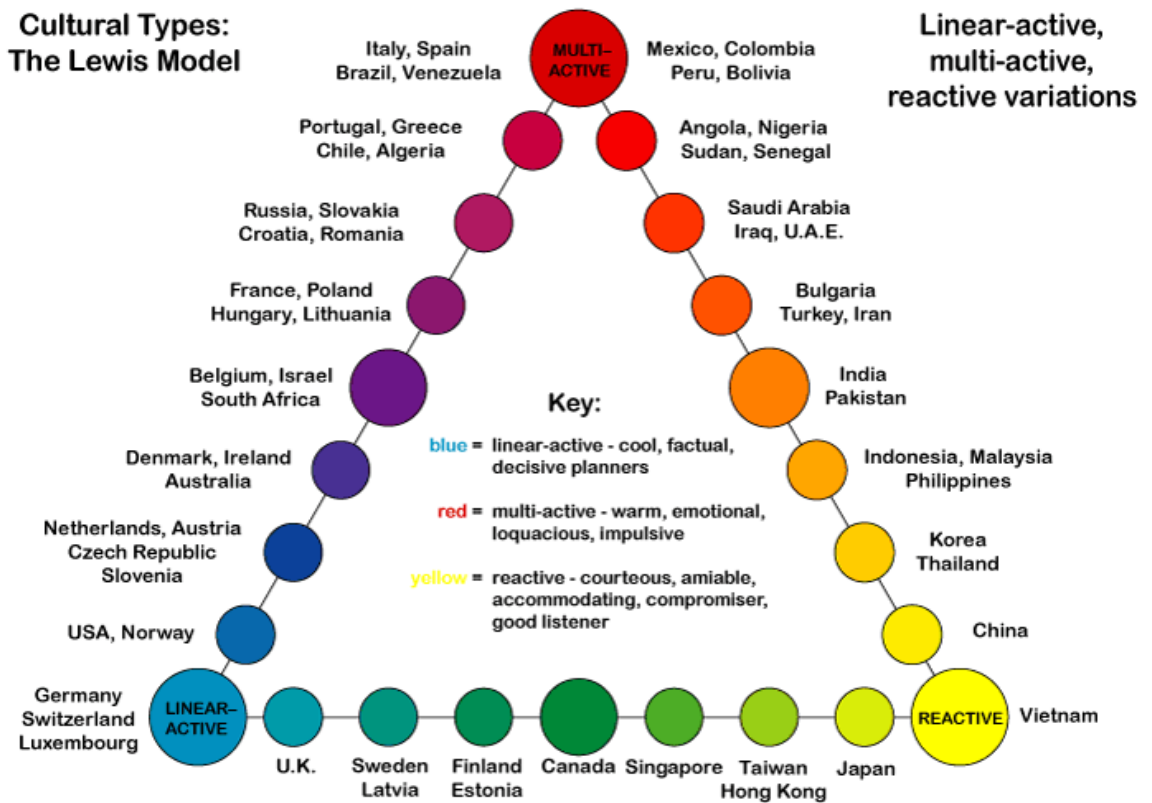 Cultural Types:
The Lewis Model
Linear-active,
multi-active,
reactive variations
MULTI–
ACTIVE
Italy, Spain
Brazil, Venezuela
Mexico, Colombia
Peru, Bolivia
Portugal, Greece
Chile, Algeria
Angola, Nigeria
Sudan, Senegal
Russia, Slovakia
Croatia, Romania
Saudi Arabia
Iraq, U.A.E.
France, Poland
Hungary, Lithuania
Bulgaria
Turkey, Iran
Belgium, Israel
South Africa
India
Pakistan
Key:
blue = linear-active - cool, factual,
decisive planners
red = multi-active - warm, emotional,
loquacious, impulsive
yellow = reactive - courteous, amiable,
accommodating, compromiser,
good listener
Denmark, Ireland
Australia
Indonesia, Malaysia
Philippines
Netherlands, Austria
Czech Republic
Slovenia
Korea
Thailand
USA, Norway
China
Germany
Switzerland
Luxembourg
LINEAR–
ACTIVE
REACTIVE
Vietnam
U.K.
Sweden
Latvia
Finland
Estonia
Canada
Singapore
Taiwan
Hong Kong
Japan